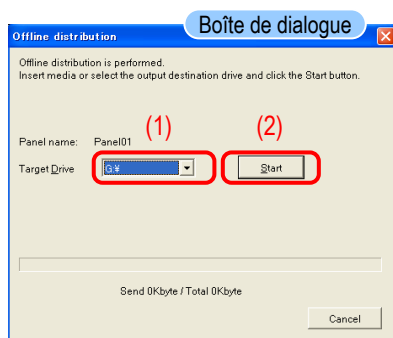 Boîte de dialogue
Offline distribution
Offline distribution is performed.
Insert media or select the output destination drive and click the Start button.
(1) (2)
Panel name: Panel01
Target Drive G:¥ Start
Send 0Kbyte / Total 0Kbyte
Cancel